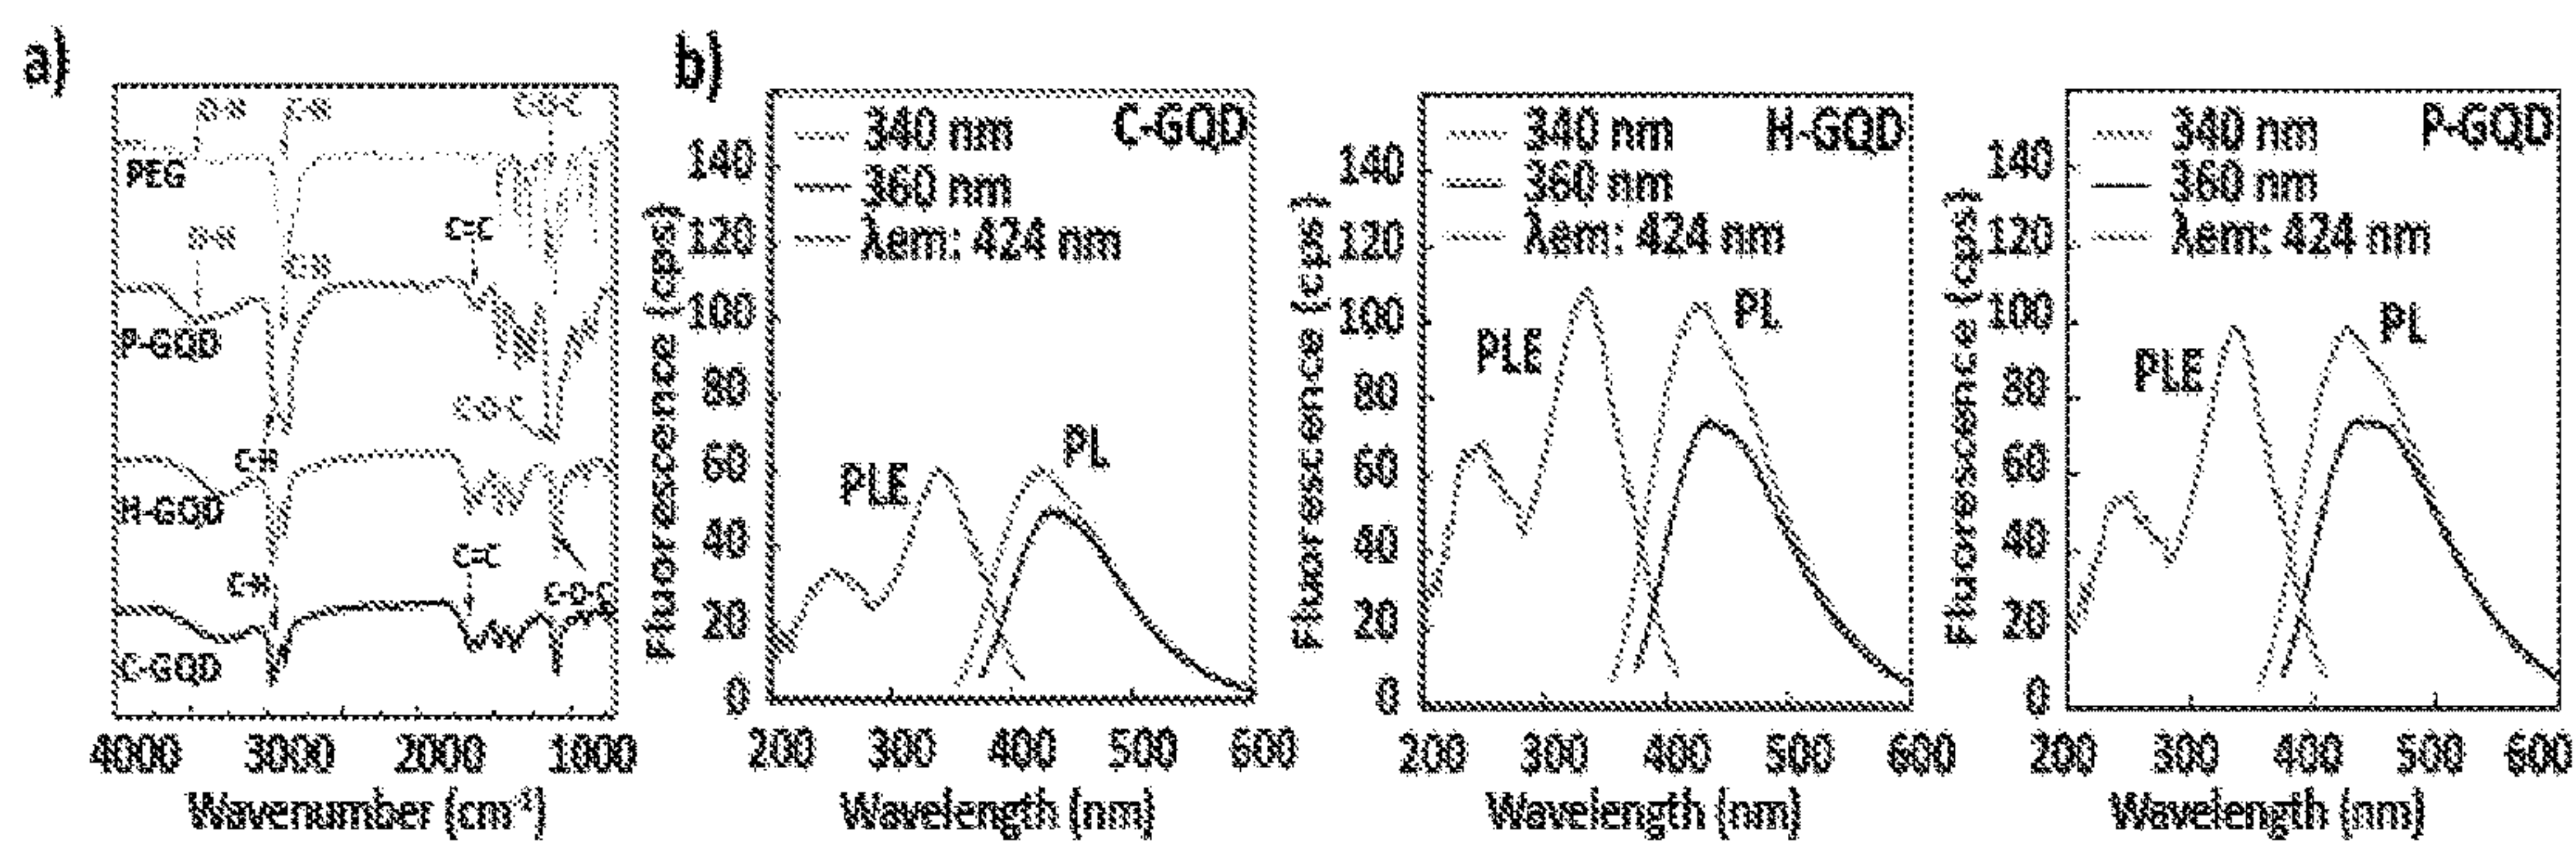 a)
O-H C-H C-O-C
PEG
O-H C-H C=C
P-GQD
C-O-C
C-H
H-GQD
C-H C=C C-O-C
C-GQD
4000 3000 2000 1000
Wavenumber (cm-1)
b)
340 nm C-GQD
360 nm
λem: 424 nm
PLE PL
140
120
100
80
60
40
20
0
Fluorescence (cps)
200 300 400 500 600
Wavelength (nm)
340 nm H-GQD
360 nm
λem: 424 nm
PLE PL
140
120
100
80
60
40
20
0
Fluorescence (cps)
200 300 400 500 600
Wavelength (nm)
340 nm P-GQD
360 nm
λem: 424 nm
PLE PL
140
120
100
80
60
40
20
0
Fluorescence (cps)
200 300 400 500 600
Wavelength (nm)